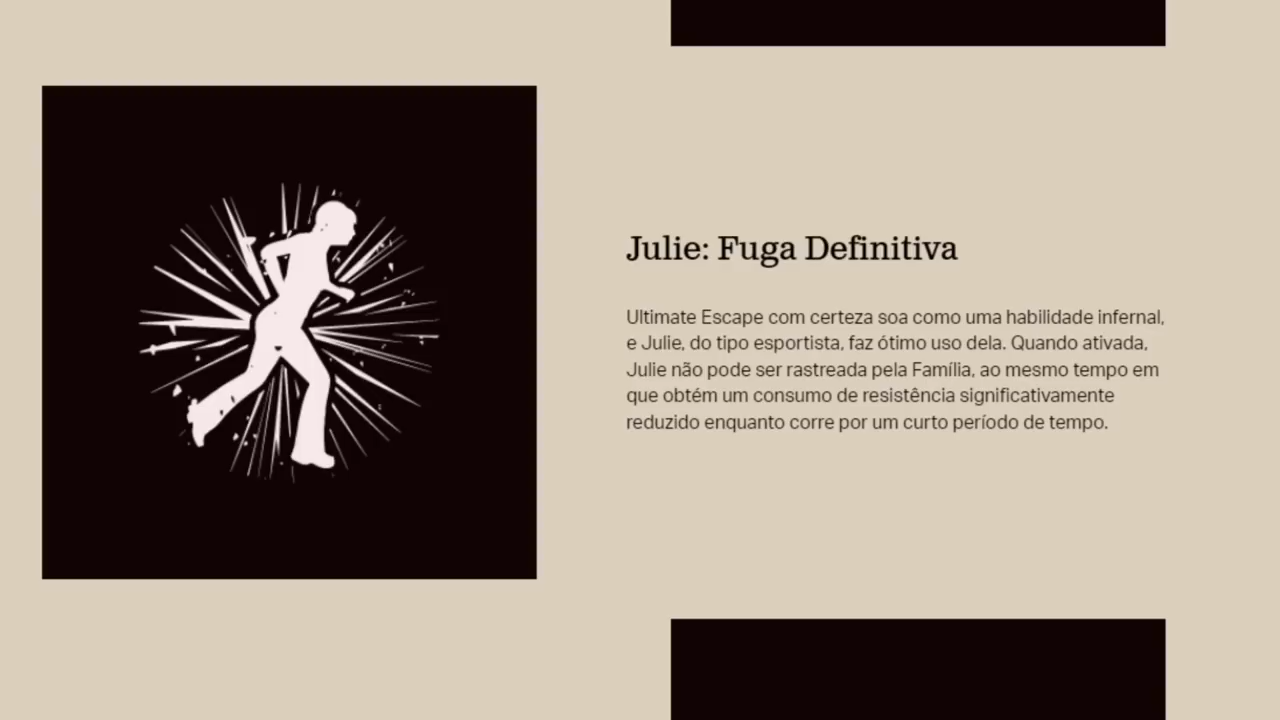 Julie: Fuga Definitiva
Ultimate Escape com certeza soa como uma habilidade infernal,
e Julie, do tipo esportista, faz ótimo uso dela. Quando ativada,
Julie não pode ser rastreada pela Família, ao mesmo tempo em
que obtém um consumo de resistência significativamente
reduzido enquanto corre por um curto período de tempo.